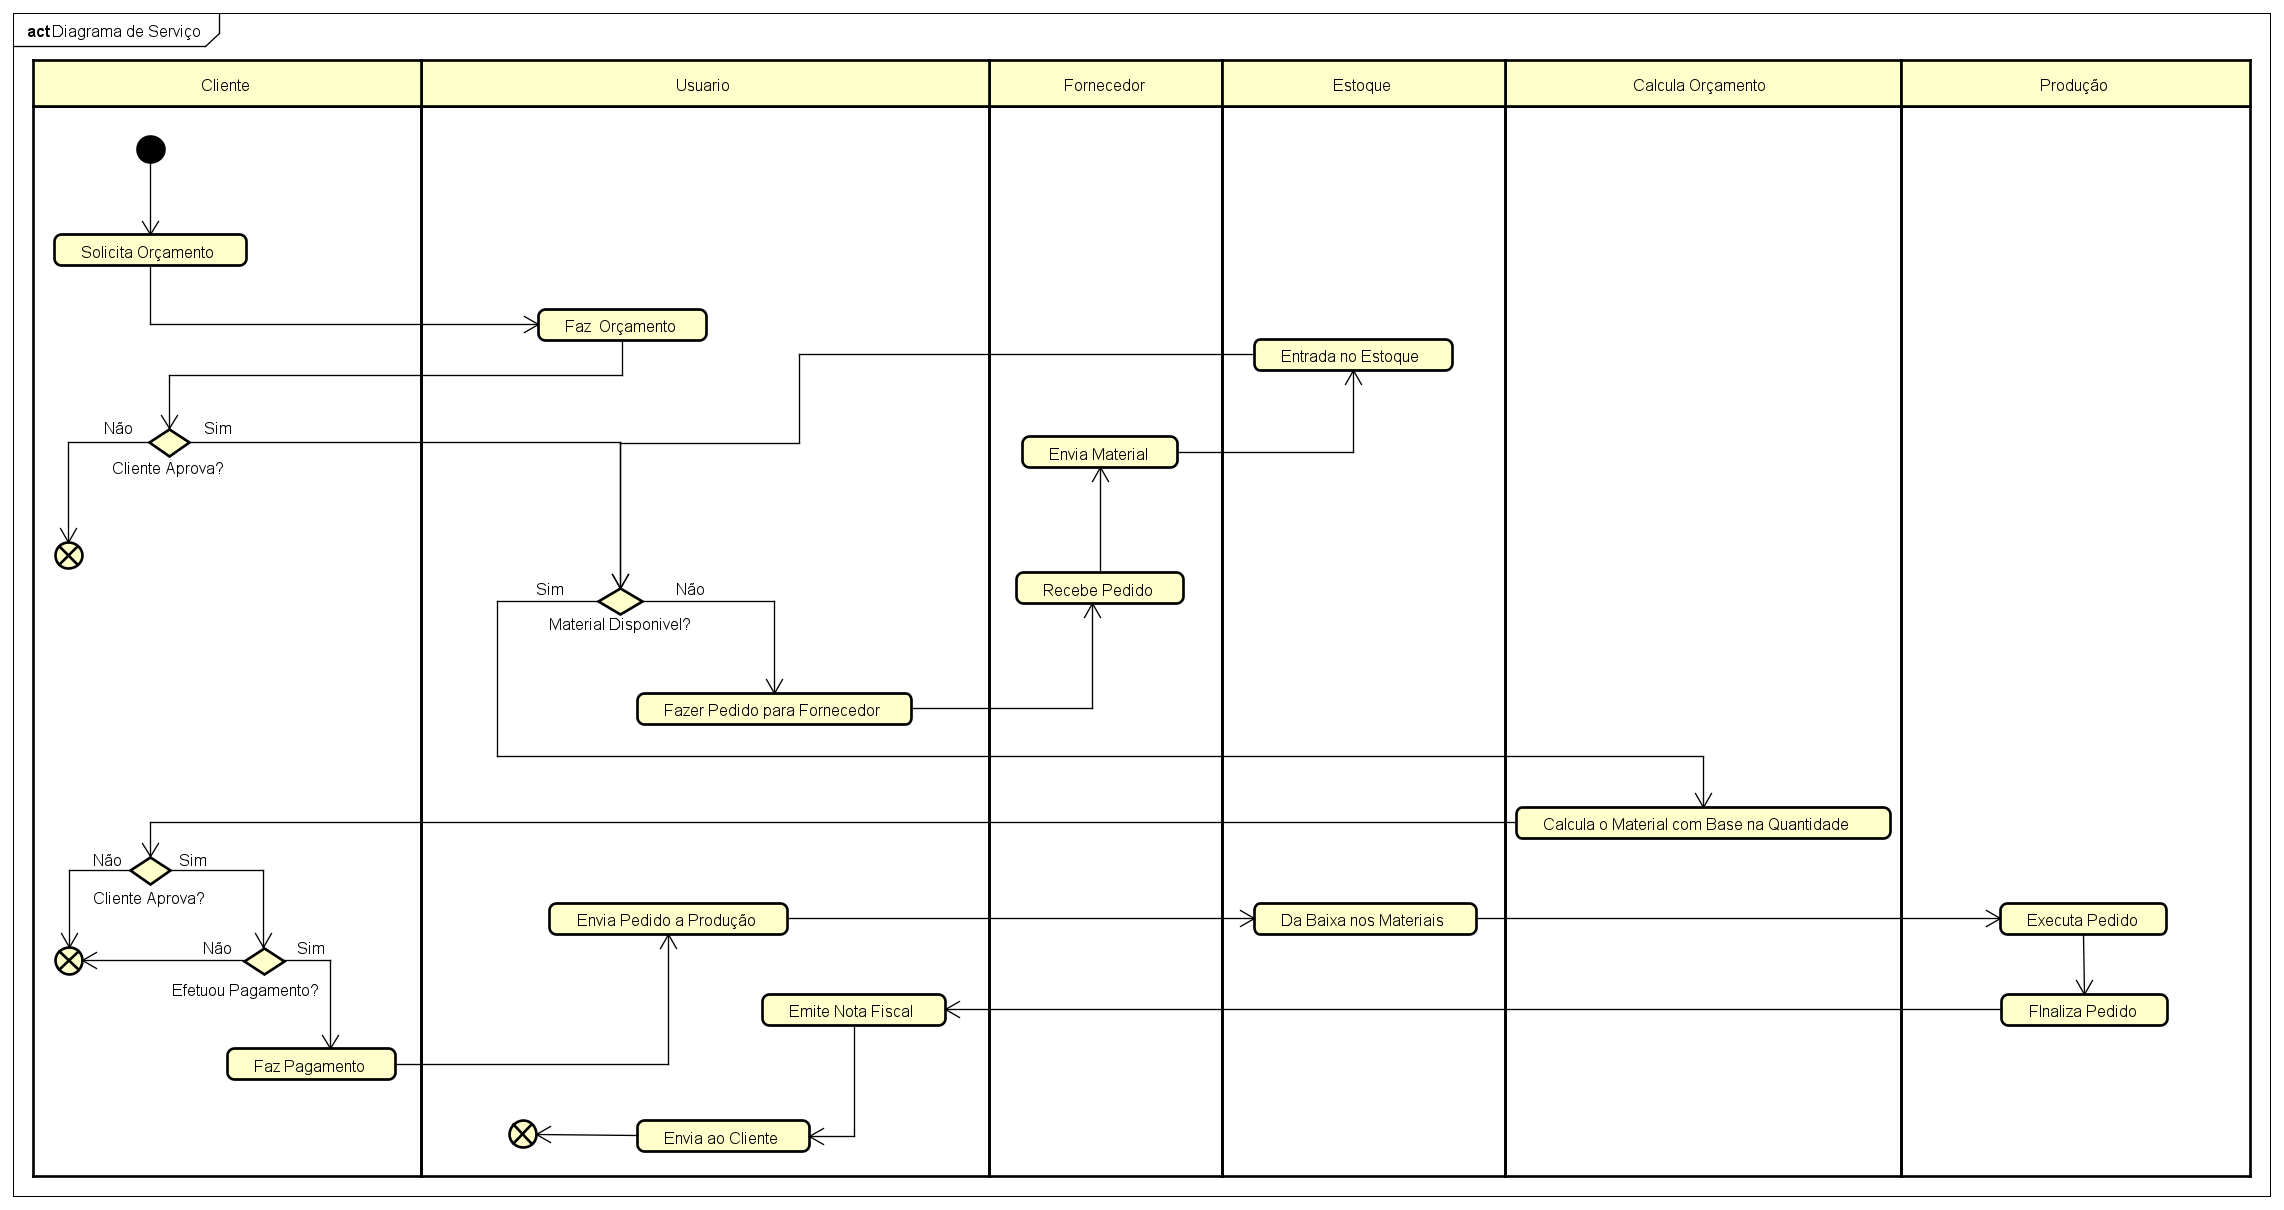 act Diagrama de Serviço
Cliente
Usuario
Fornecedor
Estoque
Calcula Orçamento
Produção
Solicita Orçamento
Faz  Orçamento
Entrada no Estoque
Não
Sim
Cliente Aprova?
Envia Material
Sim
Não
Material Disponivel?
Recebe Pedido
Fazer Pedido para Fornecedor
Calcula o Material com Base na Quantidade
Não
Sim
Cliente Aprova?
Envia Pedido a Produção
Da Baixa nos Materiais
Executa Pedido
Não
Sim
Efetuou Pagamento?
Emite Nota Fiscal
FInaliza Pedido
Faz Pagamento
Envia ao Cliente